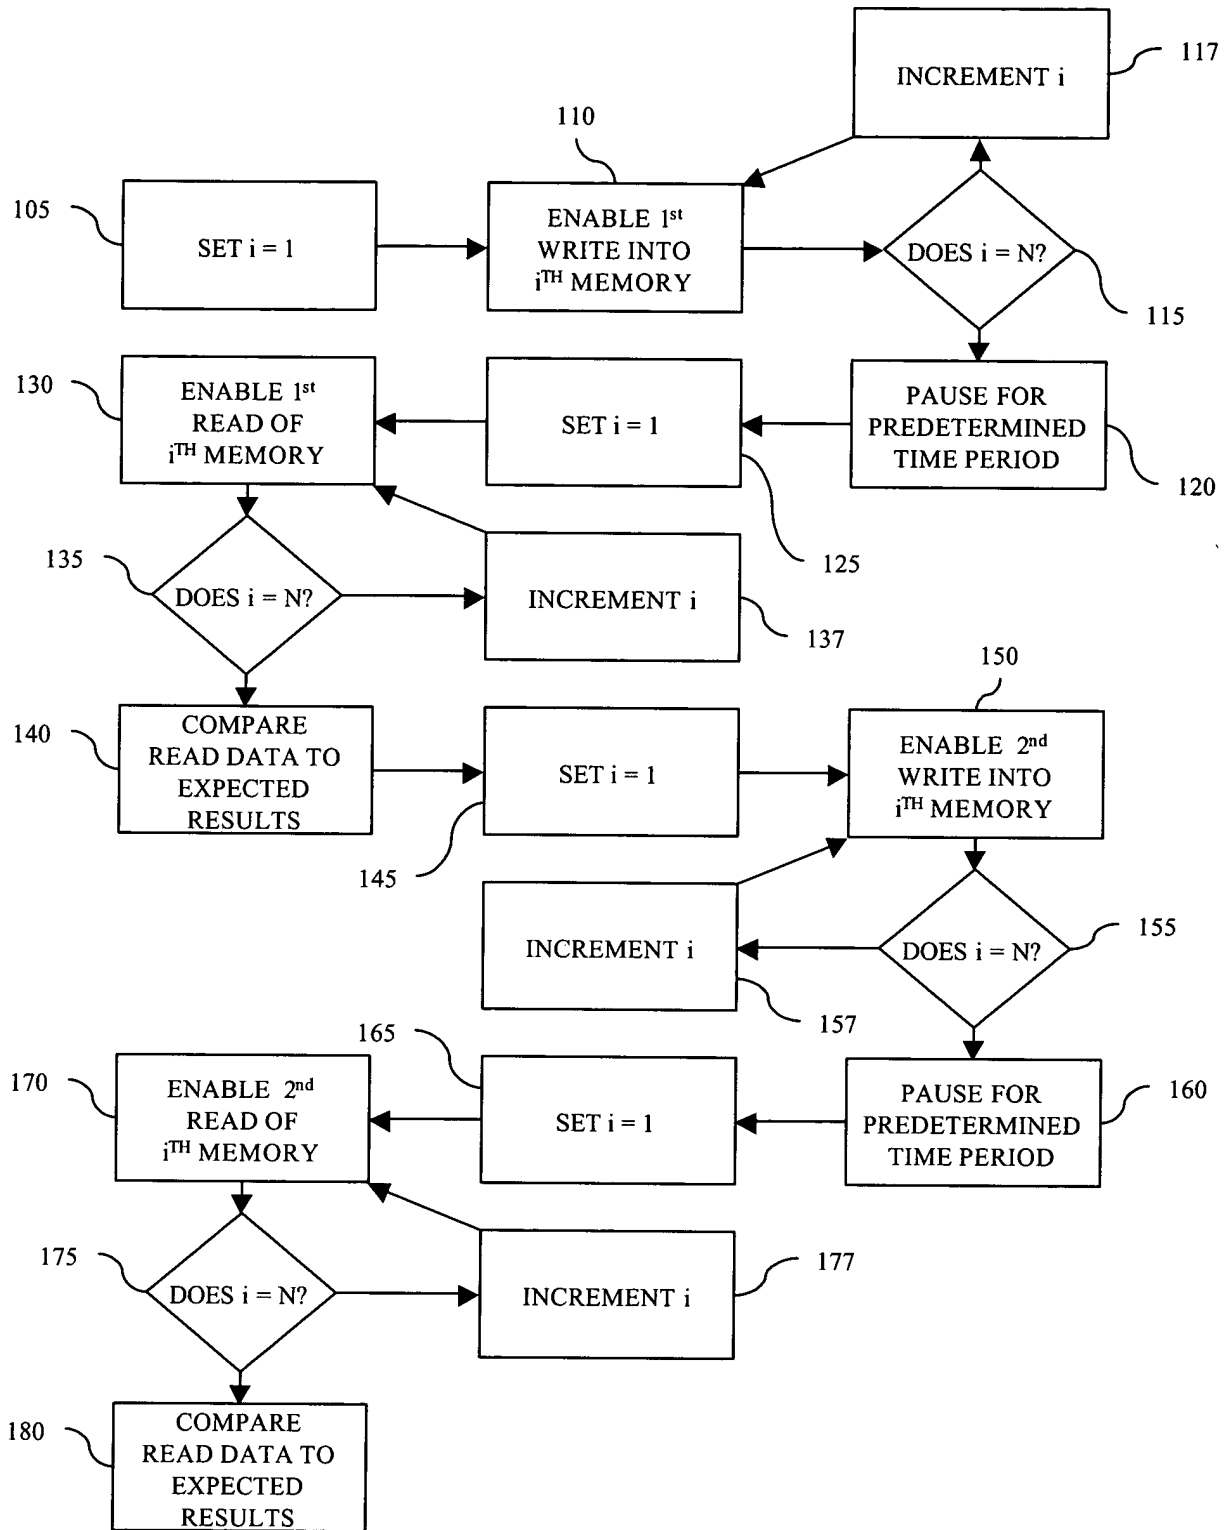 INCREMENT i
117
110
105
SET i = 1
ENABLE 1st
WRITE INTO
iTH MEMORY
DOES i = N?
115
130
ENABLE 1st
READ OF
iTH MEMORY
SET i = 1
PAUSE FOR
PREDETERMINED
TIME PERIOD
120
125
135
DOES i = N?
INCREMENT i
137
150
140
COMPARE
READ DATA TO
EXPECTED
RESULTS
SET i = 1
ENABLE 2nd
WRITE INTO
iTH MEMORY
145
INCREMENT i
DOES i = N?
155
157
165
170
ENABLE 2nd
READ OF
iTH MEMORY
SET i = 1
PAUSE FOR
PREDETERMINED
TIME PERIOD
160
175
DOES i = N?
INCREMENT i
177
180
COMPARE
READ DATA TO
EXPECTED
RESULTS